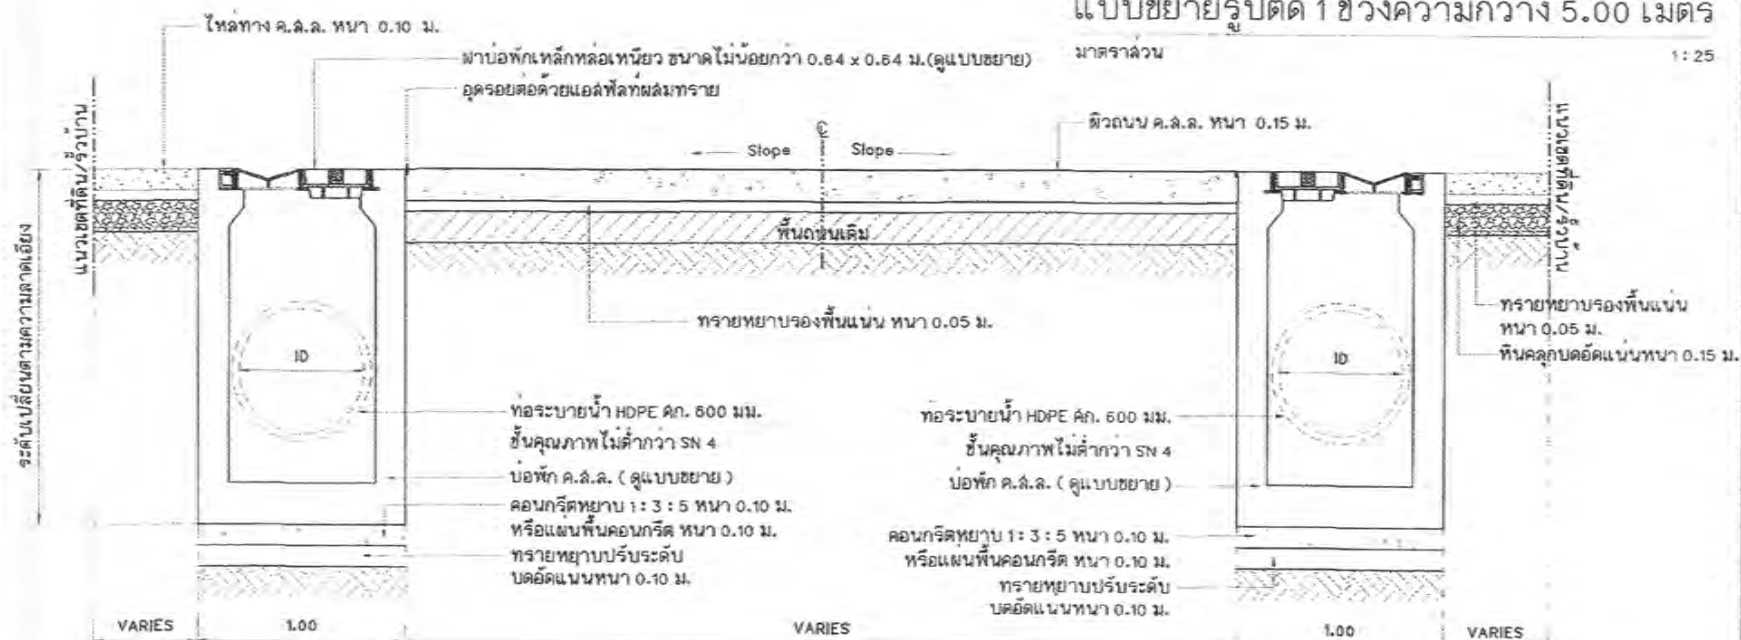 แบบขยายรูปตัด 1 ช่วงความกว้าง 5.00 เมตร
มาตราส่วน
1:25
ไหล่ทาง ค.ส.ล. หนา 0.10 ม.
ฝาบ่อพักเหล็กหล่อเหนียว ขนาดไม่น้อยกว่า 0.64 x 0.64 ม.(ดูแบบขยาย)
อุดรอยต่อด้วยแอสฟัลท์ผสมทราย
ผิวถนน ค.ส.ล. หนา 0.15 ม.
แนวเขตที่ดิน/รั้วบ้าน
แนวเขตที่ดิน/รั้วบ้าน
Slope
Slope
ระดับเปลี่ยนตามความลาดเอียง
พื้นถนนเดิม
ทรายหยาบรองพื้นแน่น หนา 0.05 ม.
ทรายหยาบรองพื้นแน่น
หนา 0.05 ม.
หินคลุกบดอัดแน่นหนา 0.15 ม.
ID
ID
ท่อระบายน้ำ HDPE ศก. 600 มม.
ชั้นคุณภาพไม่ต่ำกว่า SN 4
บ่อพัก ค.ส.ล. ( ดูแบบขยาย )
คอนกรีตหยาบ 1: 3 : 5 หนา 0.10 ม.
หรือแผ่นพื้นคอนกรีต หนา 0.10 ม.
ทรายหยาบปรับระดับ
บดอัดแน่นหนา 0.10 ม.
ท่อระบายน้ำ HDPE ศก. 600 มม.
ชั้นคุณภาพไม่ต่ำกว่า SN 4
บ่อพัก ค.ส.ล. ( ดูแบบขยาย )
คอนกรีตหยาบ 1: 3 : 5 หนา 0.10 ม.
หรือแผ่นพื้นคอนกรีต หนา 0.10 ม.
ทรายหยาบปรับระดับ
บดอัดแน่นหนา 0.10 ม.
VARIES
1.00
VARIES
1.00
VARIES